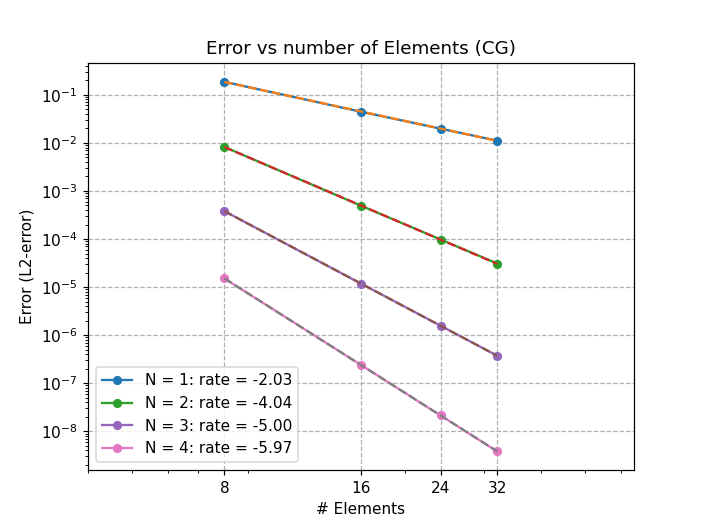 Error vs number of Elements (CG)
Error (L2-error)
10⁻¹
10⁻²
10⁻³
10⁻⁴
10⁻⁵
10⁻⁶
10⁻⁷
10⁻⁸
N = 1: rate = -2.03
N = 2: rate = -4.04
N = 3: rate = -5.00
N = 4: rate = -5.97
8 16 24 32
# Elements